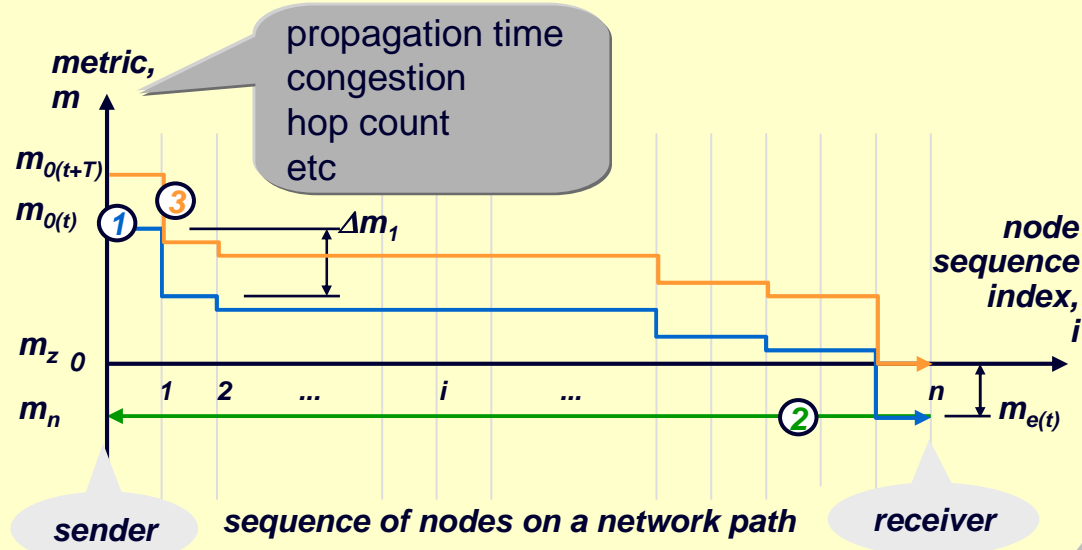 propagation time
congestion
hop count
etc
metric,
m
m0(t+T)
m0(t)
1
3
Δm1
node
sequence
index,
i
mz 0
1 2 ... i ... n
mn
2
me(t)
sender
sequence of nodes on a network path
receiver